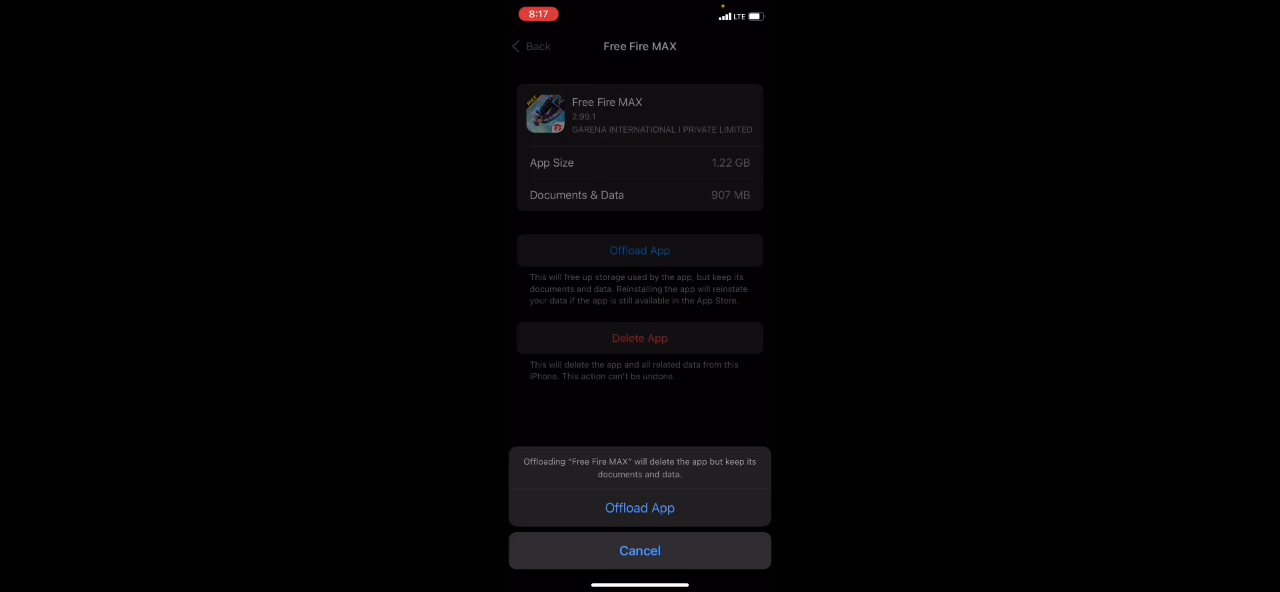 8:17
LTE
Back
Free Fire MAX
MAX
Free Fire MAX
2.99.1
GARENA INTERNATIONAL I PRIVATE LIMITED
App Size 1.22 GB
Documents & Data 907 MB
Offload App
This will free up storage used by the app, but keep its
documents and data. Reinstalling the app will reinstate
your data if the app is still available in the App Store.
Delete App
This will delete the app and all related data from this
iPhone. This action can't be undone.
Offloading "Free Fire MAX" will delete the app but keep its
documents and data.
Offload App
Cancel